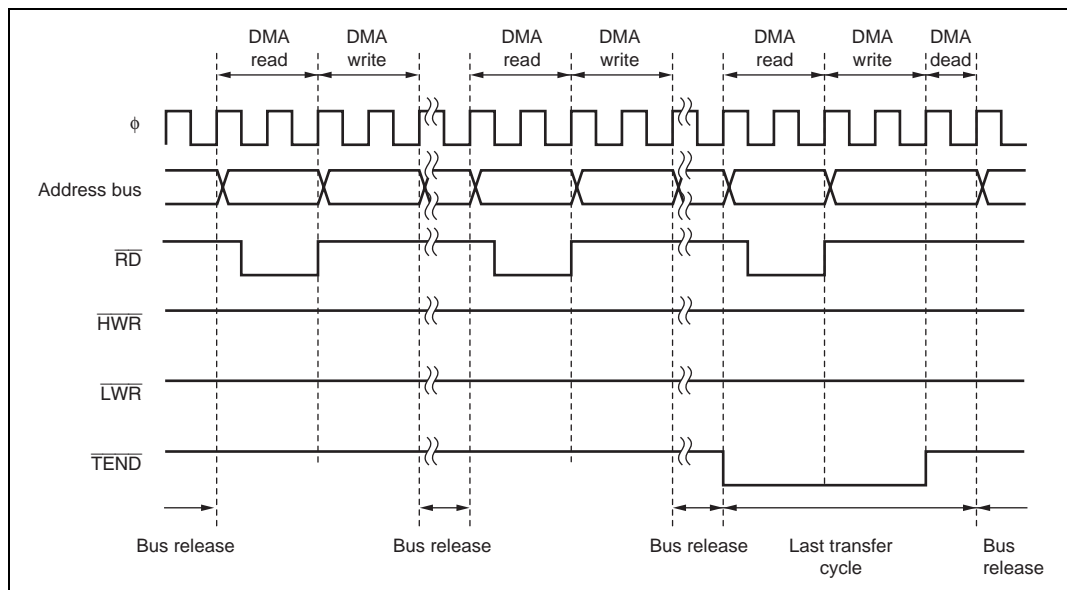 DMA read
DMA write
DMA read
DMA write
DMA read
DMA write
DMA dead
ϕ
Address bus
RD
HWR
LWR
TEND
Bus release
Bus release
Bus release
Last transfer cycle
Bus release